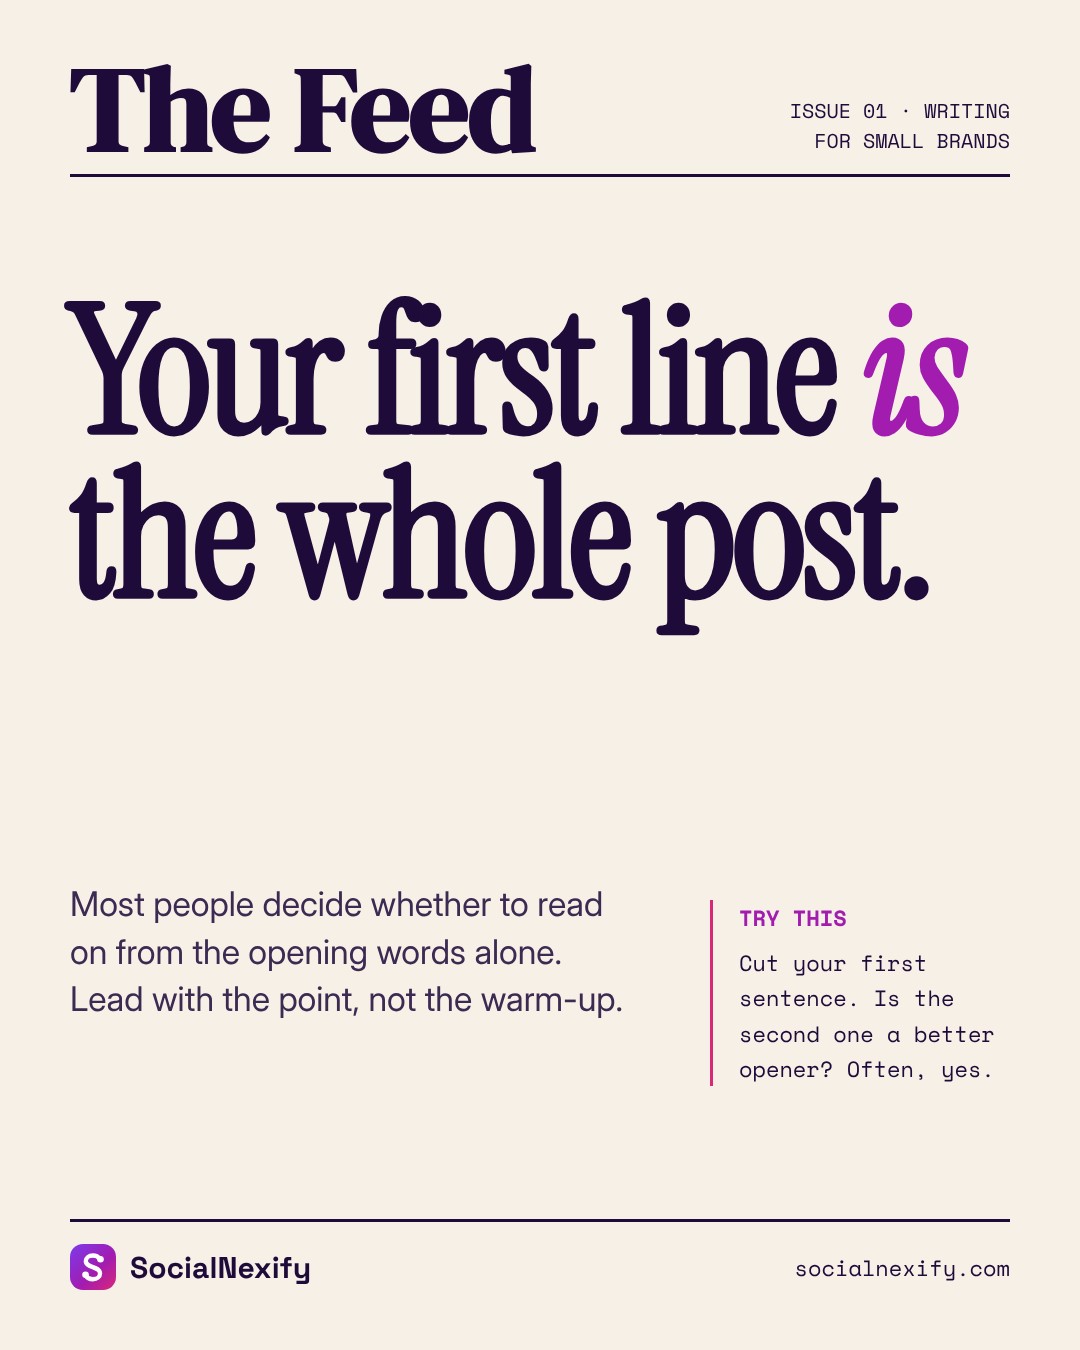 The Feed
ISSUE 01 · WRITING
FOR SMALL BRANDS
Your first line is
the whole post.
Most people decide whether to read
on from the opening words alone.
Lead with the point, not the warm-up.
TRY THIS
Cut your first
sentence. Is the
second one a better
opener? Often, yes.
S SocialNexify
socialnexify.com